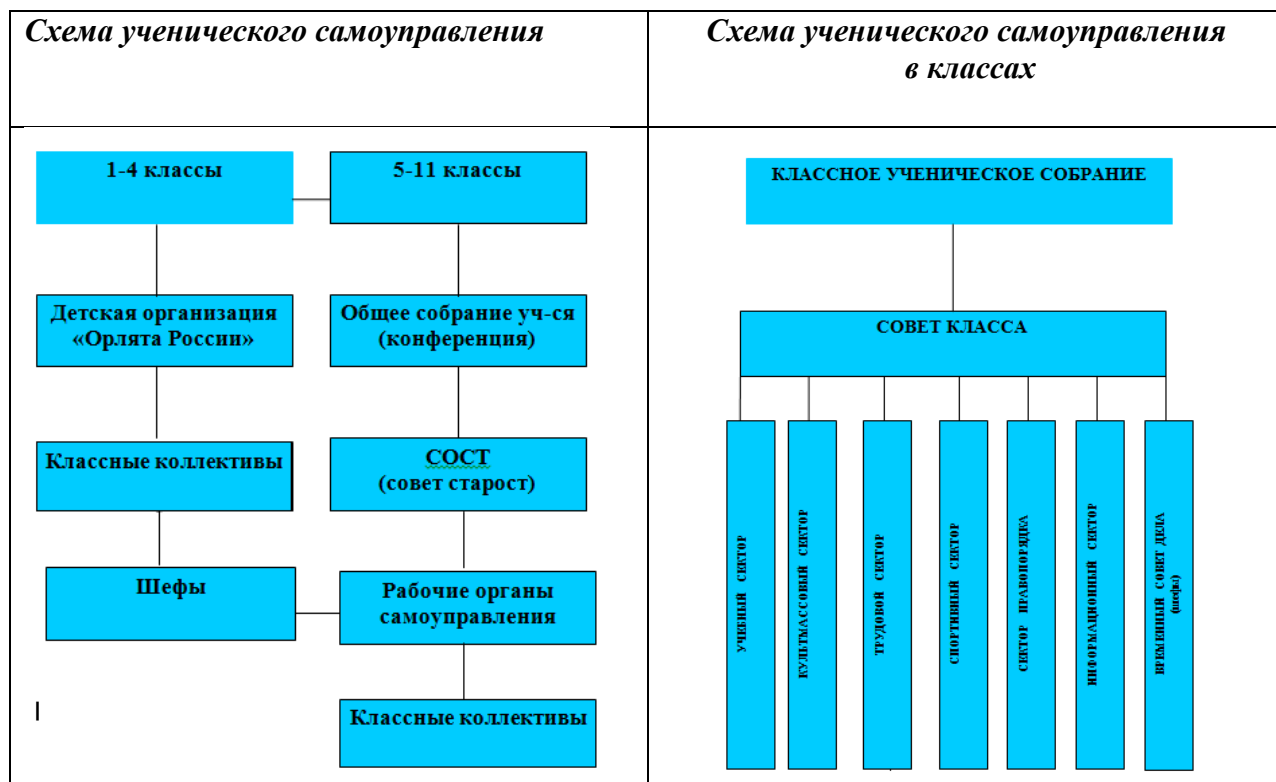 Схема ученического самоуправления
Схема ученического самоуправления
в классах
1-4 классы
5-11 классы
Детская организация
«Орлята России»
Общее собрание уч-ся
(конференция)
Классные коллективы
СОСТ
(совет старост)
Шефы
Рабочие органы
самоуправления
Классные коллективы
КЛАССНОЕ УЧЕНИЧЕСКОЕ СОБРАНИЕ
СОВЕТ КЛАССА
УЧЕБНЫЙ СЕКТОР
КУЛЬТМАССОВЫЙ СЕКТОР
ТРУДОВОЙ СЕКТОР
СПОРТИВНЫЙ СЕКТОР
СЕКТОР ПРАВОПОРЯДКА
ИНФОРМАЦИОННЫЙ СЕКТОР
ВРЕМЕННЫЙ СОВЕТ ДЕЛА
(шефы)